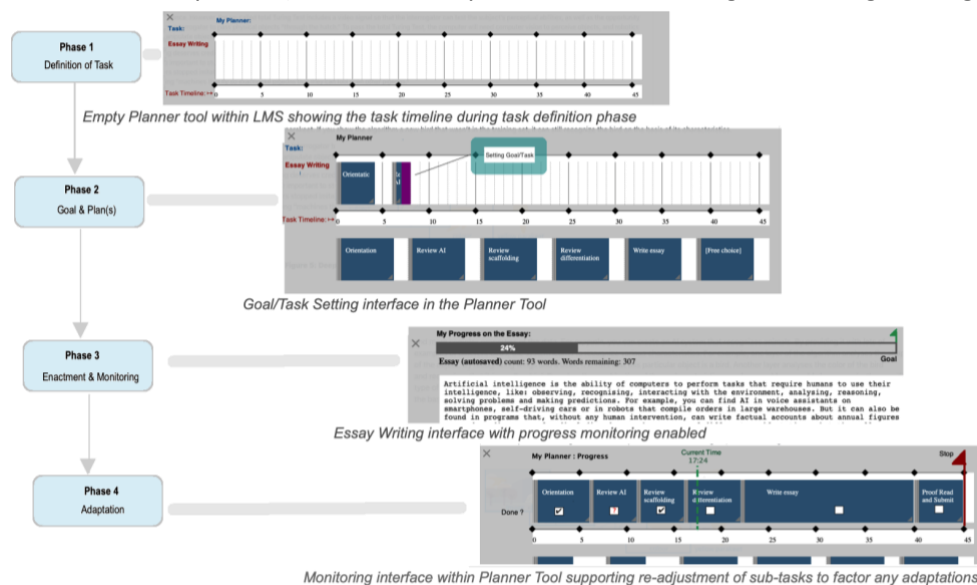 My Planner:
Task:
Essay Writing
Task Timeline:
0 5 10 15 20 25 30 35 40 45
Phase 1
Definition of Task
Empty Planner tool within LMS showing the task timeline during task definition phase
My Planner
Task:
Essay Writing
Setting Goal/Task
Orientatic
Task Timeline:
0 5 10 15 20 25 30 35 40 45
Orientation
Review AI
Review scaffolding
Review differentiation
Write essay
[Free choice]
Phase 2
Goal & Plan(s)
Goal/Task Setting interface in the Planner Tool
Phase 3
Enactment & Monitoring
My Progress on the Essay:
24%
Goal
Essay (autosaved) count: 93 words. Words remaining: 307
Artificial intelligence is the ability of computers to perform tasks that require humans to use their
intelligence, like: observing, recognising, interacting with the environment, analysing, reasoning,
solving problems and making predictions. For example, you can find AI in voice assistants on
smartphones, self-driving cars or in robots that compile orders in large warehouses. But it can also be
found in programs that, without any human intervention, can write factual accounts about annual figures
Essay Writing interface with progress monitoring enabled
Phase 4
Adaptation
My Planner : Progress
Current Time
17:24
Stop
Orientation
Review AI
Review scaffolding
Review differentiation
Write essay
Proof Read and Submit
Done ?
?
0 5 10 15 20 25 30 35 40 45
Monitoring interface within Planner Tool supporting re-adjustment of sub-tasks to factor any adaptations